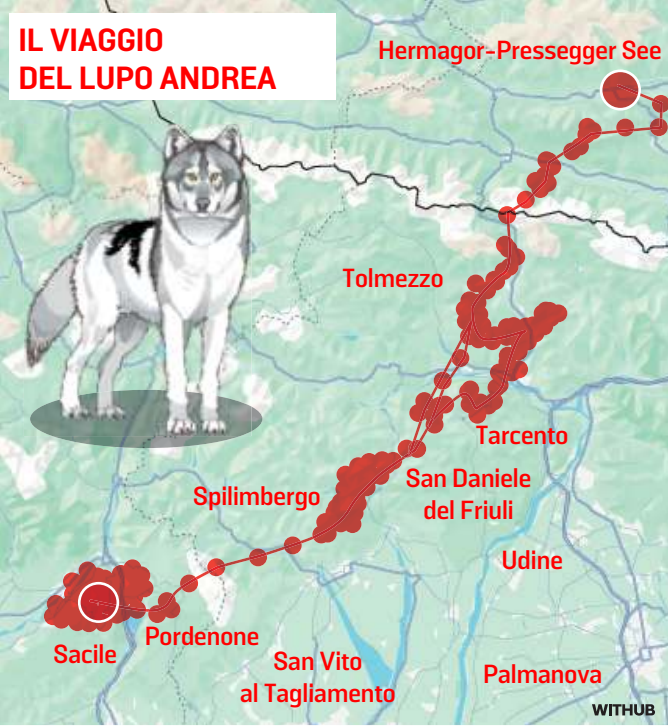 IL VIAGGIO
DEL LUPO ANDREA
Hermagor-Pressegger See
Tolmezzo
Tarcento
San Daniele
del Friuli
Spilimbergo
Udine
Pordenone
Sacile
San Vito
al Tagliamento
Palmanova
WITHUB